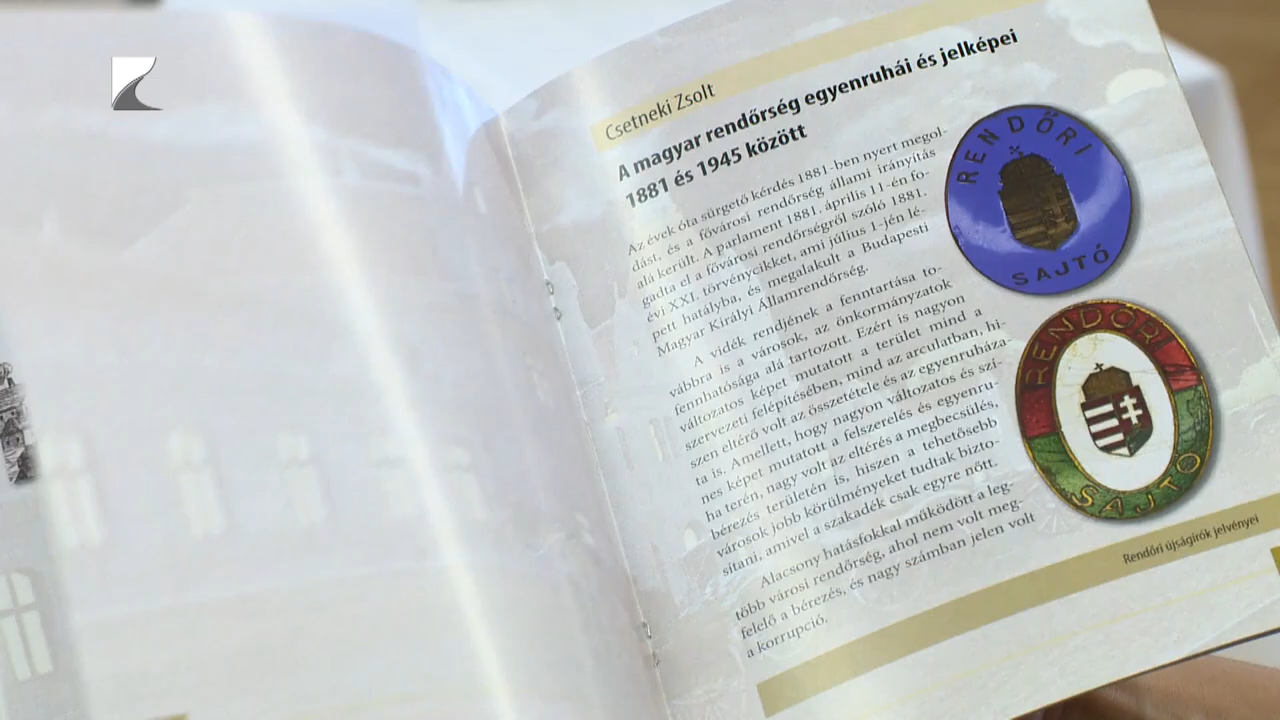 Csetneki Zsolt
A magyar rendőrség egyenruhái és jelképei
1881 és 1945 között
Az évek óta sürgető kérdés 1881-ben nyert megol-
dást, és a fővárosi rendőrség állami irányítás
alá került. A parlament 1881. április 11-én fo-
gadta el a fővárosi rendőrségről szóló 1881.
évi XXI. törvénycikket, ami július 1-jén lé-
pett hatályba, és megalakult a Budapesti
Magyar Királyi Államrendőrség.
A vidék rendjének a fenntartása to-
vábbra is a városok, az önkormányzatok
fennhatósága alá tartozott. Ezért is nagyon
változatos képet mutatott a terület mind a
szervezeti felépítésében, mind az arculatban, hi-
szen eltérő volt az összetétele és az egyenruháza-
ta is. Amellett, hogy nagyon változatos és szí-
nes képet mutatott a felszerelés és egyenru-
ha terén, nagy volt az eltérés a megbecsülés,
bérezés területén is, hiszen a tehetősebb
városok jobb körülményeket tudtak bizto-
sítani, amivel a szakadék csak egyre nőtt.
Alacsony hatásfokkal működött a leg-
több városi rendőrség, ahol nem volt meg-
felelő a bérezés, és nagy számban jelen volt
a korrupció.
RENDŐRI
SAJTÓ
RENDŐRI
SAJTÓ
Rendőri újságírók jelvényei